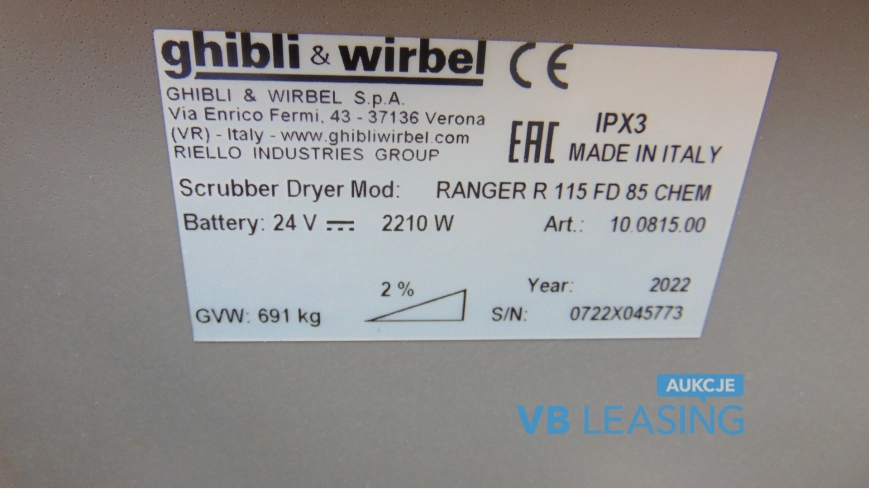 ghibli & wirbel CE
GHIBLI & WIRBEL S.p.A.
Via Enrico Fermi, 43 - 37136 Verona
(VR) - Italy - www.ghibliwirbel.com
RIELLO INDUSTRIES GROUP
EAC IPX3
MADE IN ITALY
Scrubber Dryer Mod: RANGER R 115 FD 85 CHEM
Battery: 24 V 2210 W Art.: 10.0815.00
2 % Year: 2022
GVW: 691 kg S/N: 0722X045773
AUKCJE
VB LEASING